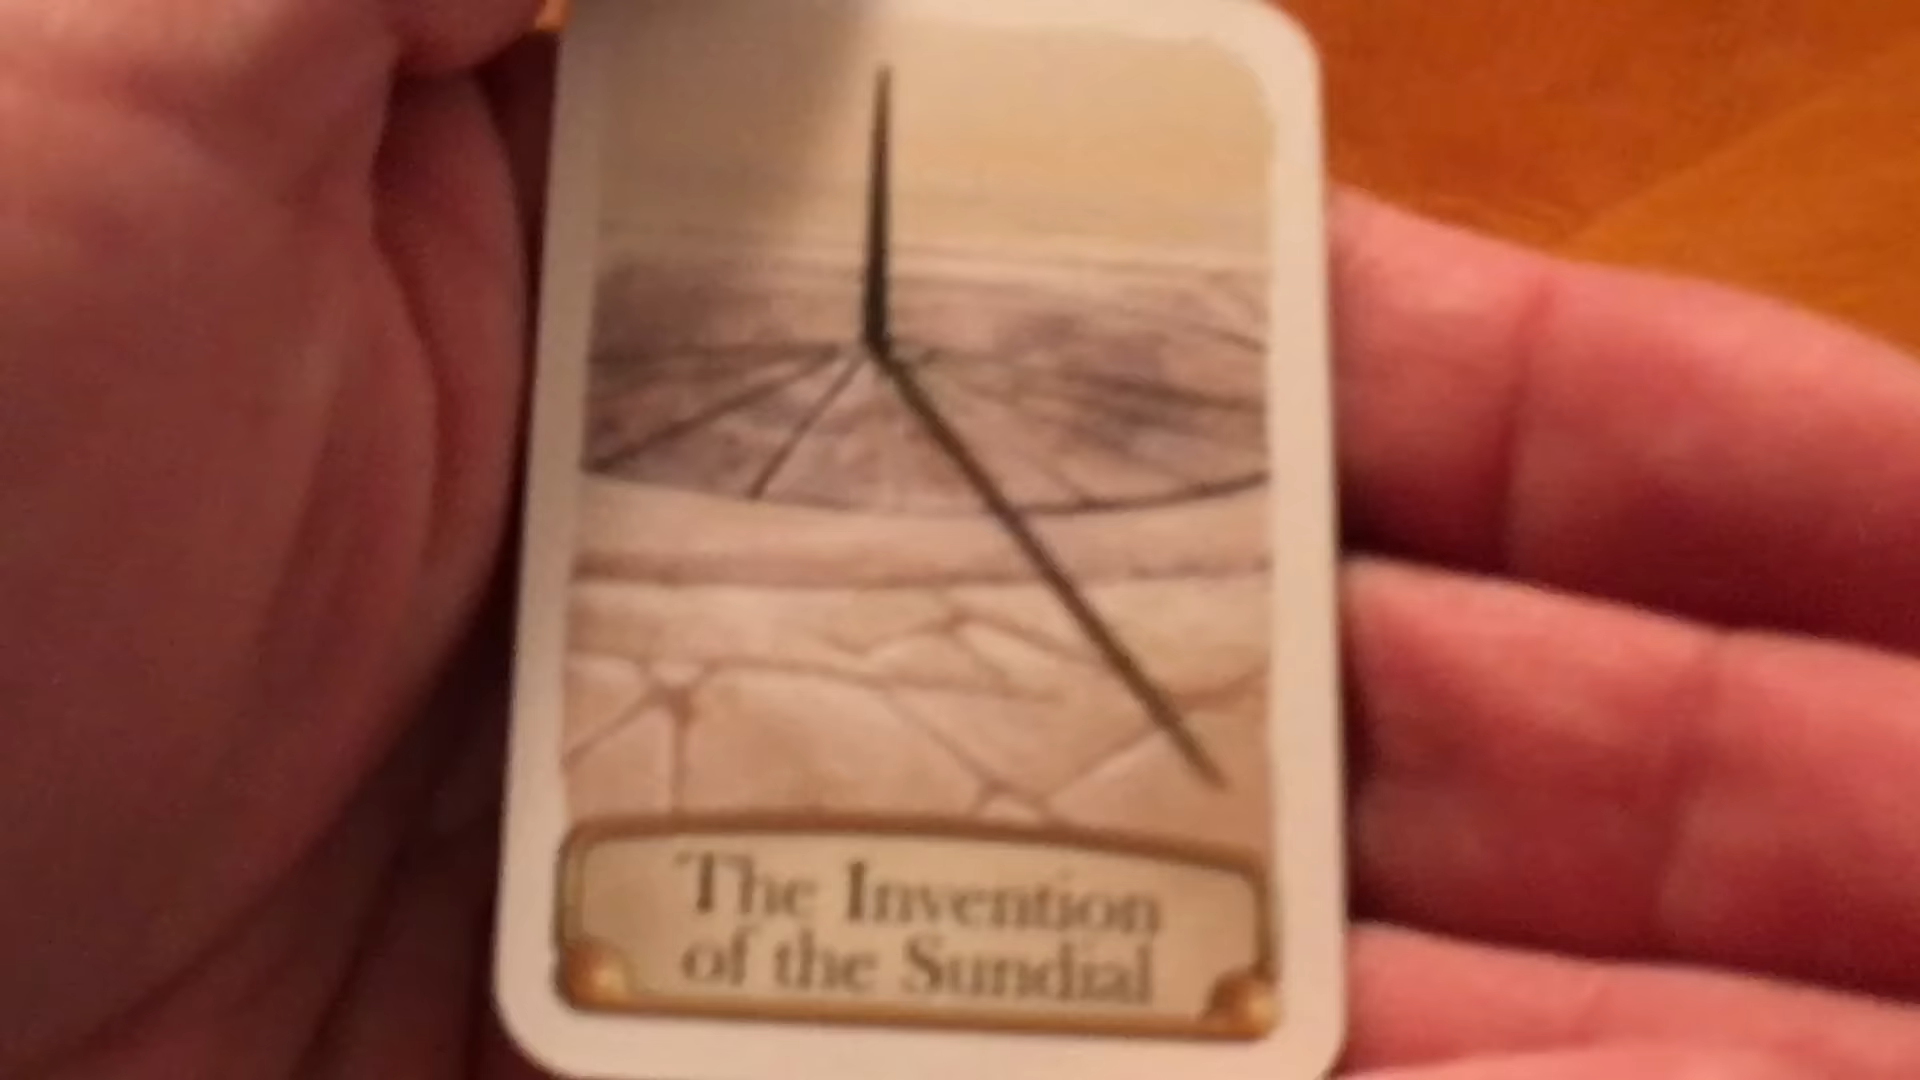 The Invention
of the Sundial